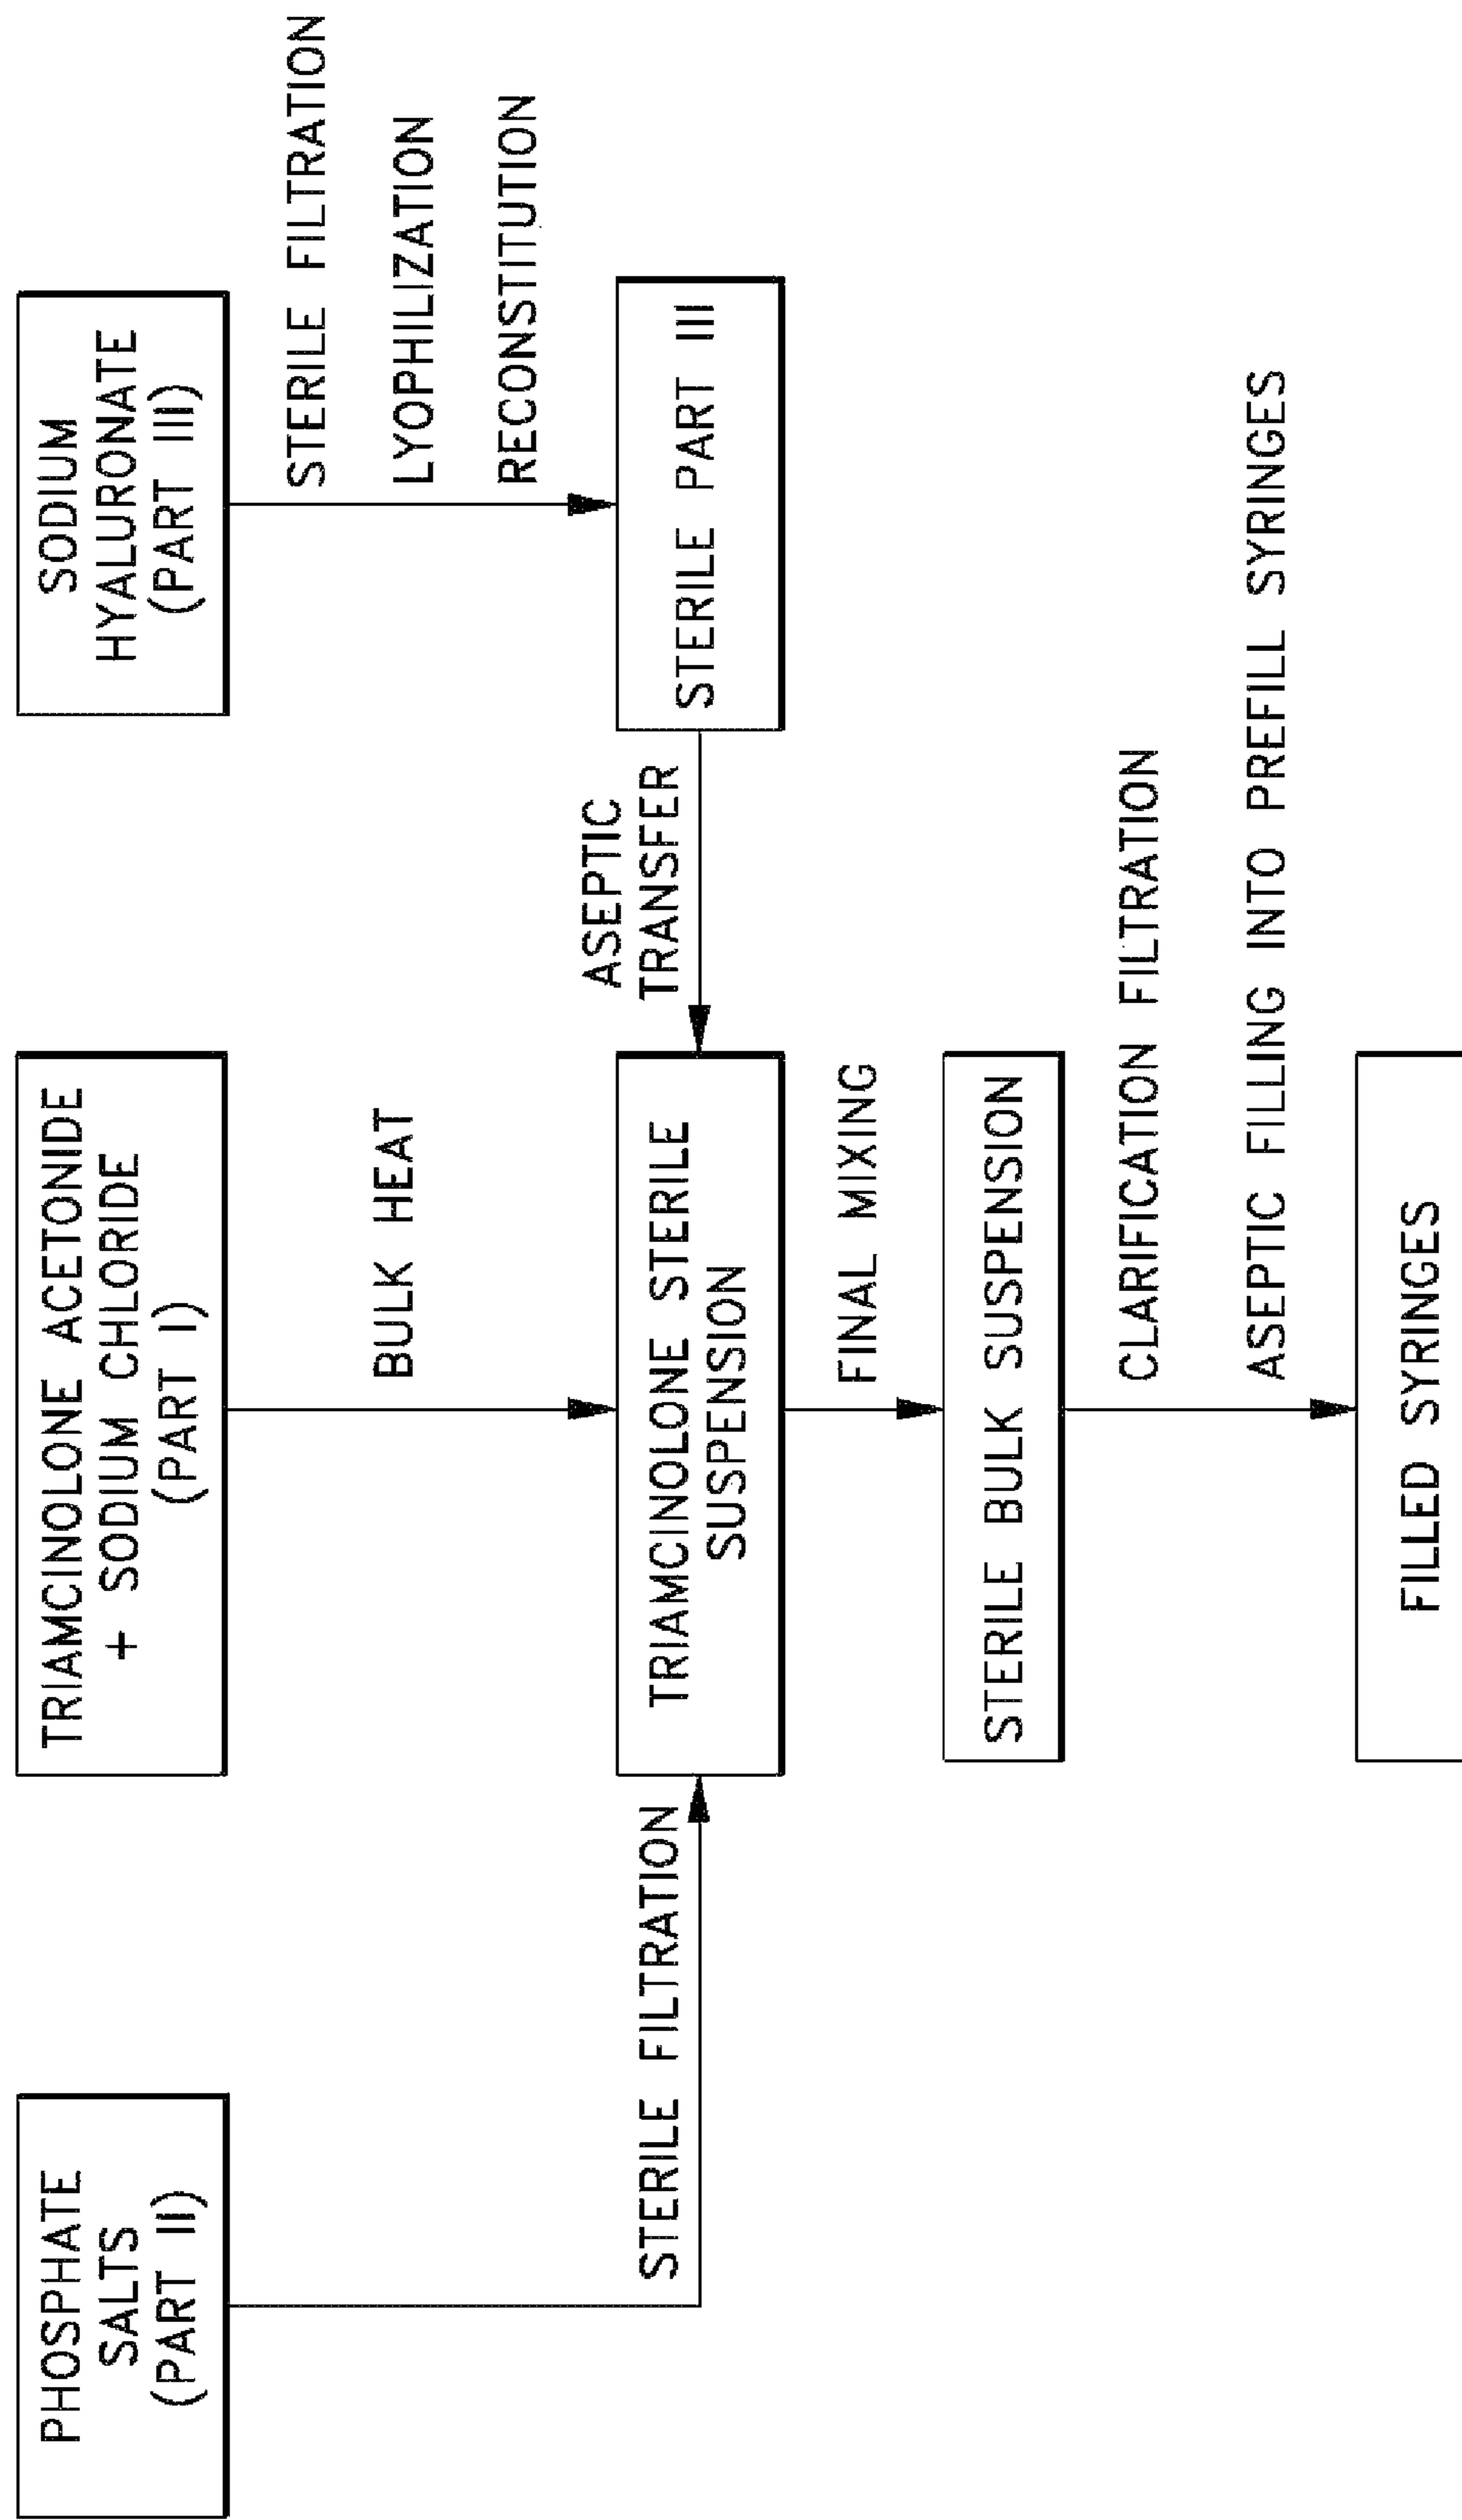 PHOSPHATE
SALTS
(PART II)
TRIAMCINOLONE ACETONIDE
+ SODIUM CHLORIDE
(PART I)
SODIUM
HYALURONATE
(PART III)
BULK HEAT
STERILE FILTRATION
LYOPHILIZATION
RECONSTITUTION
STERILE FILTRATION
TRIAMCINOLONE STERILE
SUSPENSION
ASEPTIC
TRANSFER
STERILE PART III
FINAL MIXING
STERILE BULK SUSPENSION
CLARIFICATION FILTRATION
ASEPTIC FILLING INTO PREFILL SYRINGES
FILLED SYRINGES